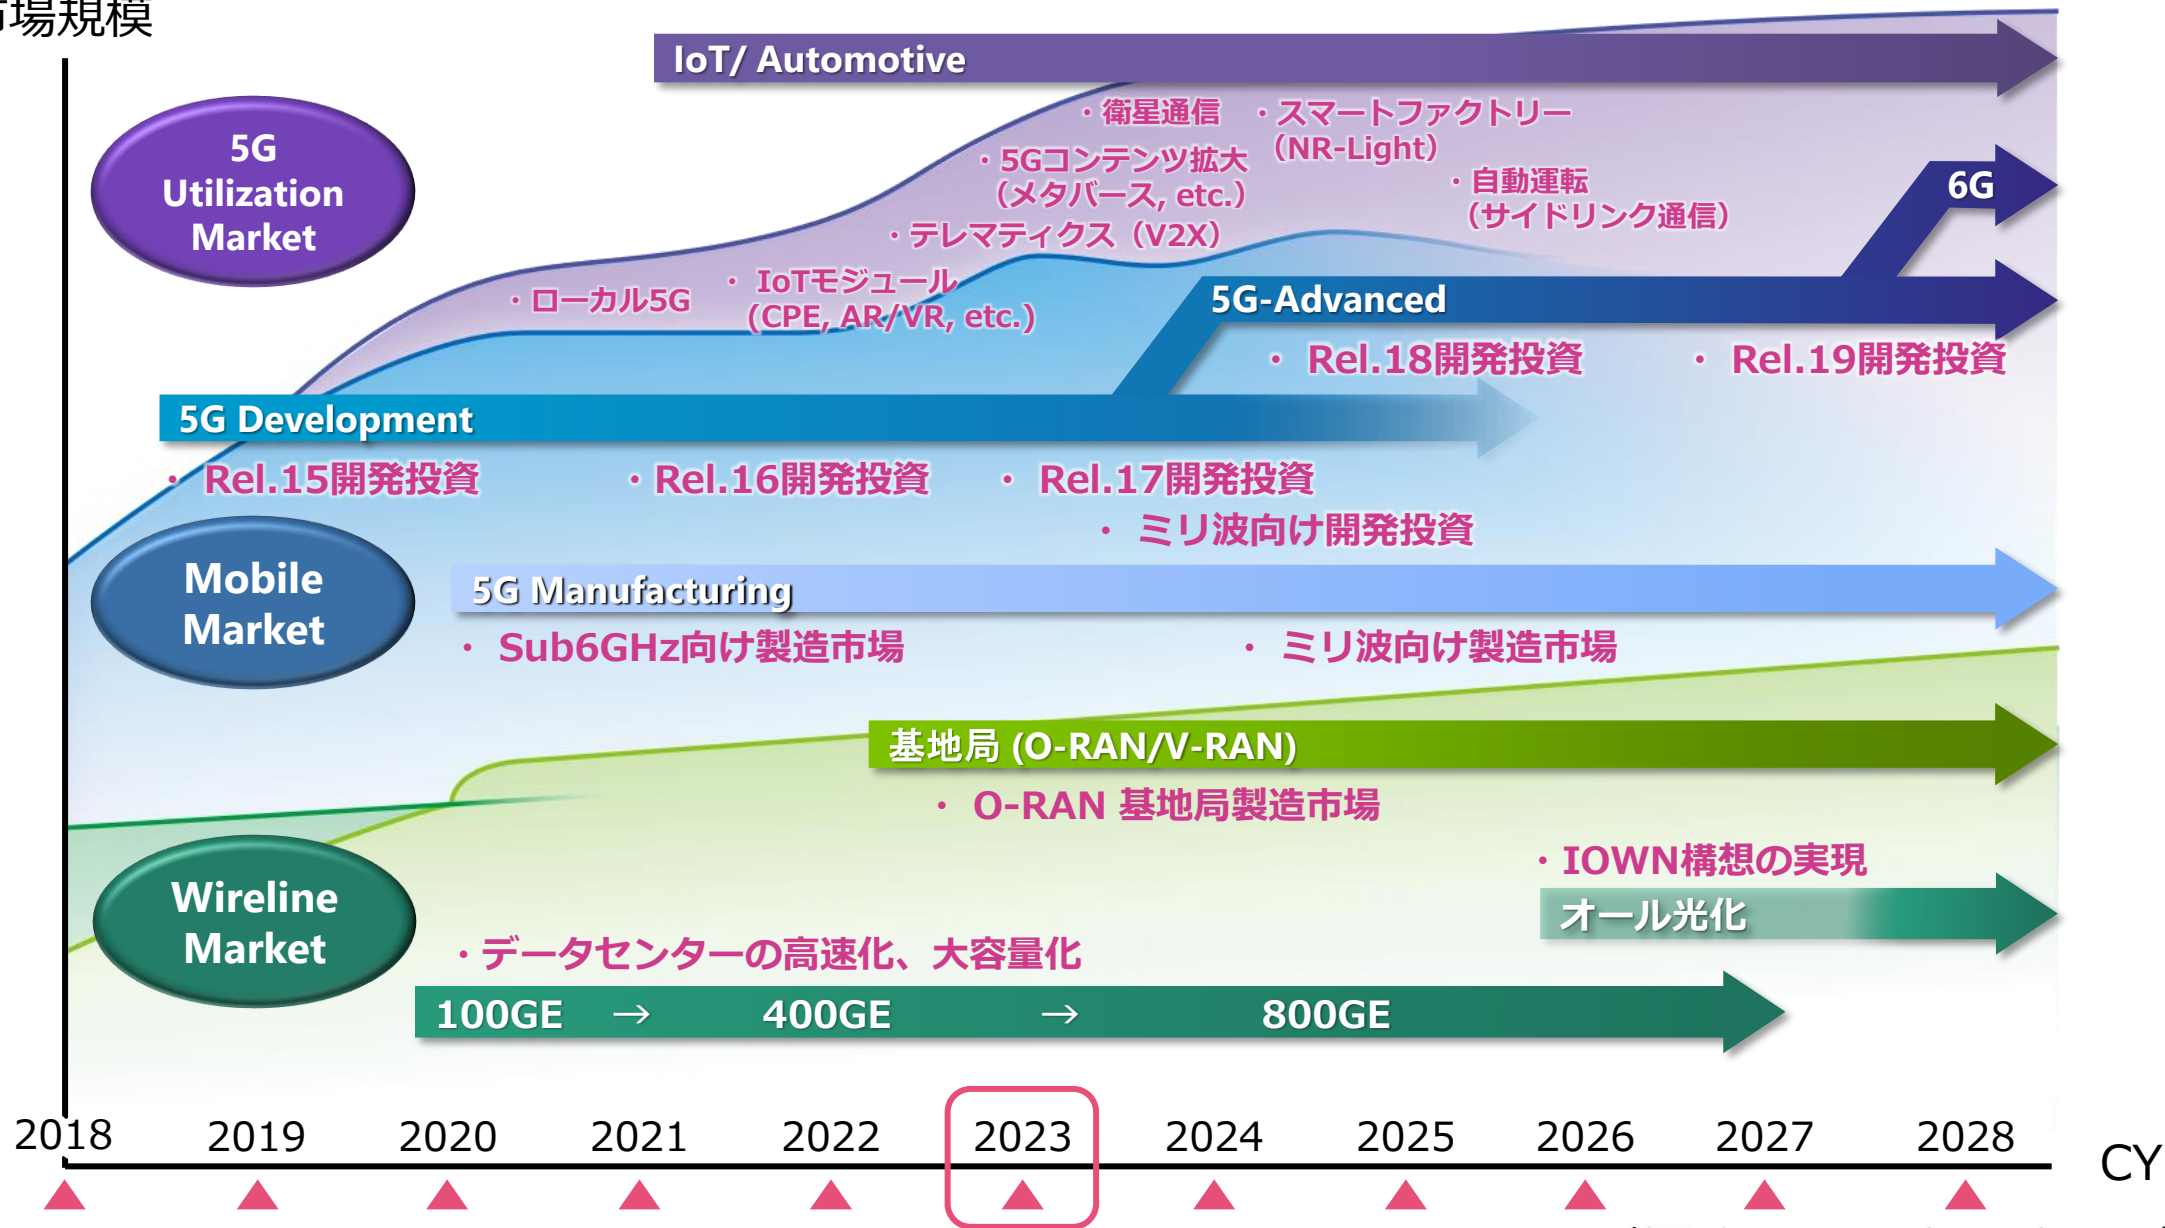 市場規模
IoT/ Automotive
・衛星通信
・スマートファクトリー
（NR-Light）
5G
Utilization
Market
・5Gコンテンツ拡大
（メタバース, etc.）
・自動運転
（サイドリンク通信）
6G
・テレマティクス（V2X）
・ローカル5G
・ IoTモジュール
(CPE, AR/VR, etc.)
5G-Advanced
・ Rel.18開発投資
・ Rel.19開発投資
5G Development
・ Rel.15開発投資
・Rel.16開発投資
・ Rel.17開発投資
・ ミリ波向け開発投資
Mobile
Market
5G Manufacturing
・ Sub6GHz向け製造市場
・ ミリ波向け製造市場
基地局 (O-RAN/V-RAN)
・ O-RAN 基地局製造市場
・IOWN構想の実現
オール光化
Wireline
Market
・データセンターの高速化、大容量化
100GE → 400GE → 800GE
2018 2019 2020 2021 2022 2023 2024 2025 2026 2027 2028
CY